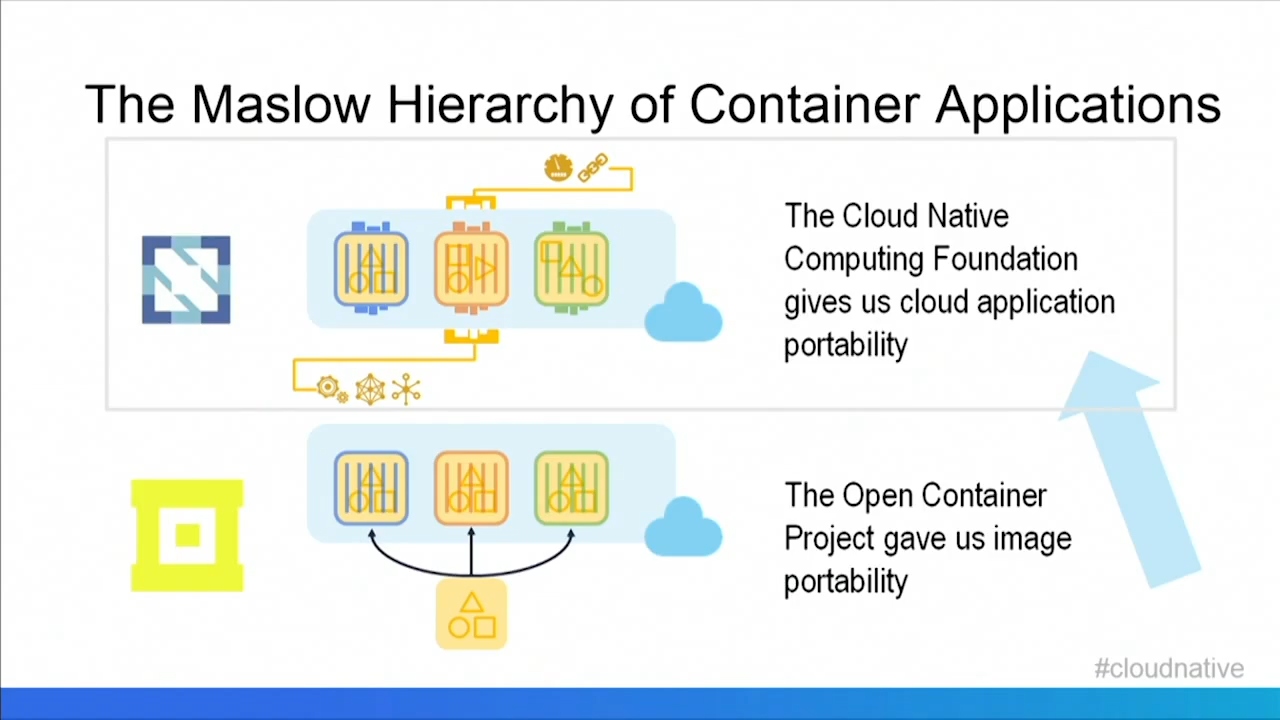 The Maslow Hierarchy of Container Applications
The Cloud Native
Computing Foundation
gives us cloud application
portability
The Open Container
Project gave us image
portability
#cloudnative